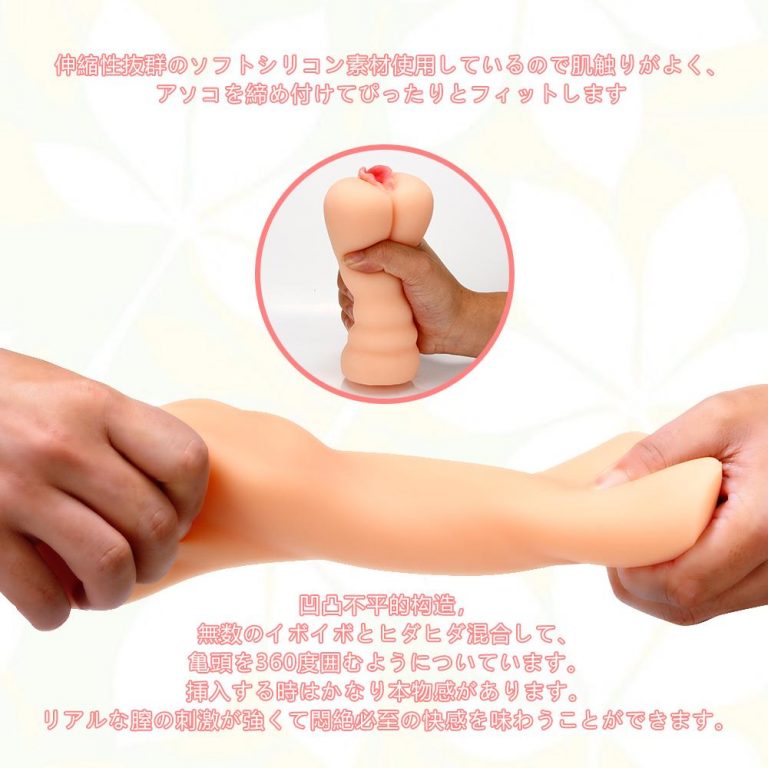 伸縮性抜群のソフトシリコン素材使用しているので肌触りがよく、
アソコを締め付けてぴったりとフィットします
凹凸不平的构造，
無数のイボイボとヒダヒダ混合して、
亀頭を360度囲むようについています。
挿入する時はかなり本物感があります。
リアルな膣の刺激が強くて悶絶必至の快感を味わうことができます。